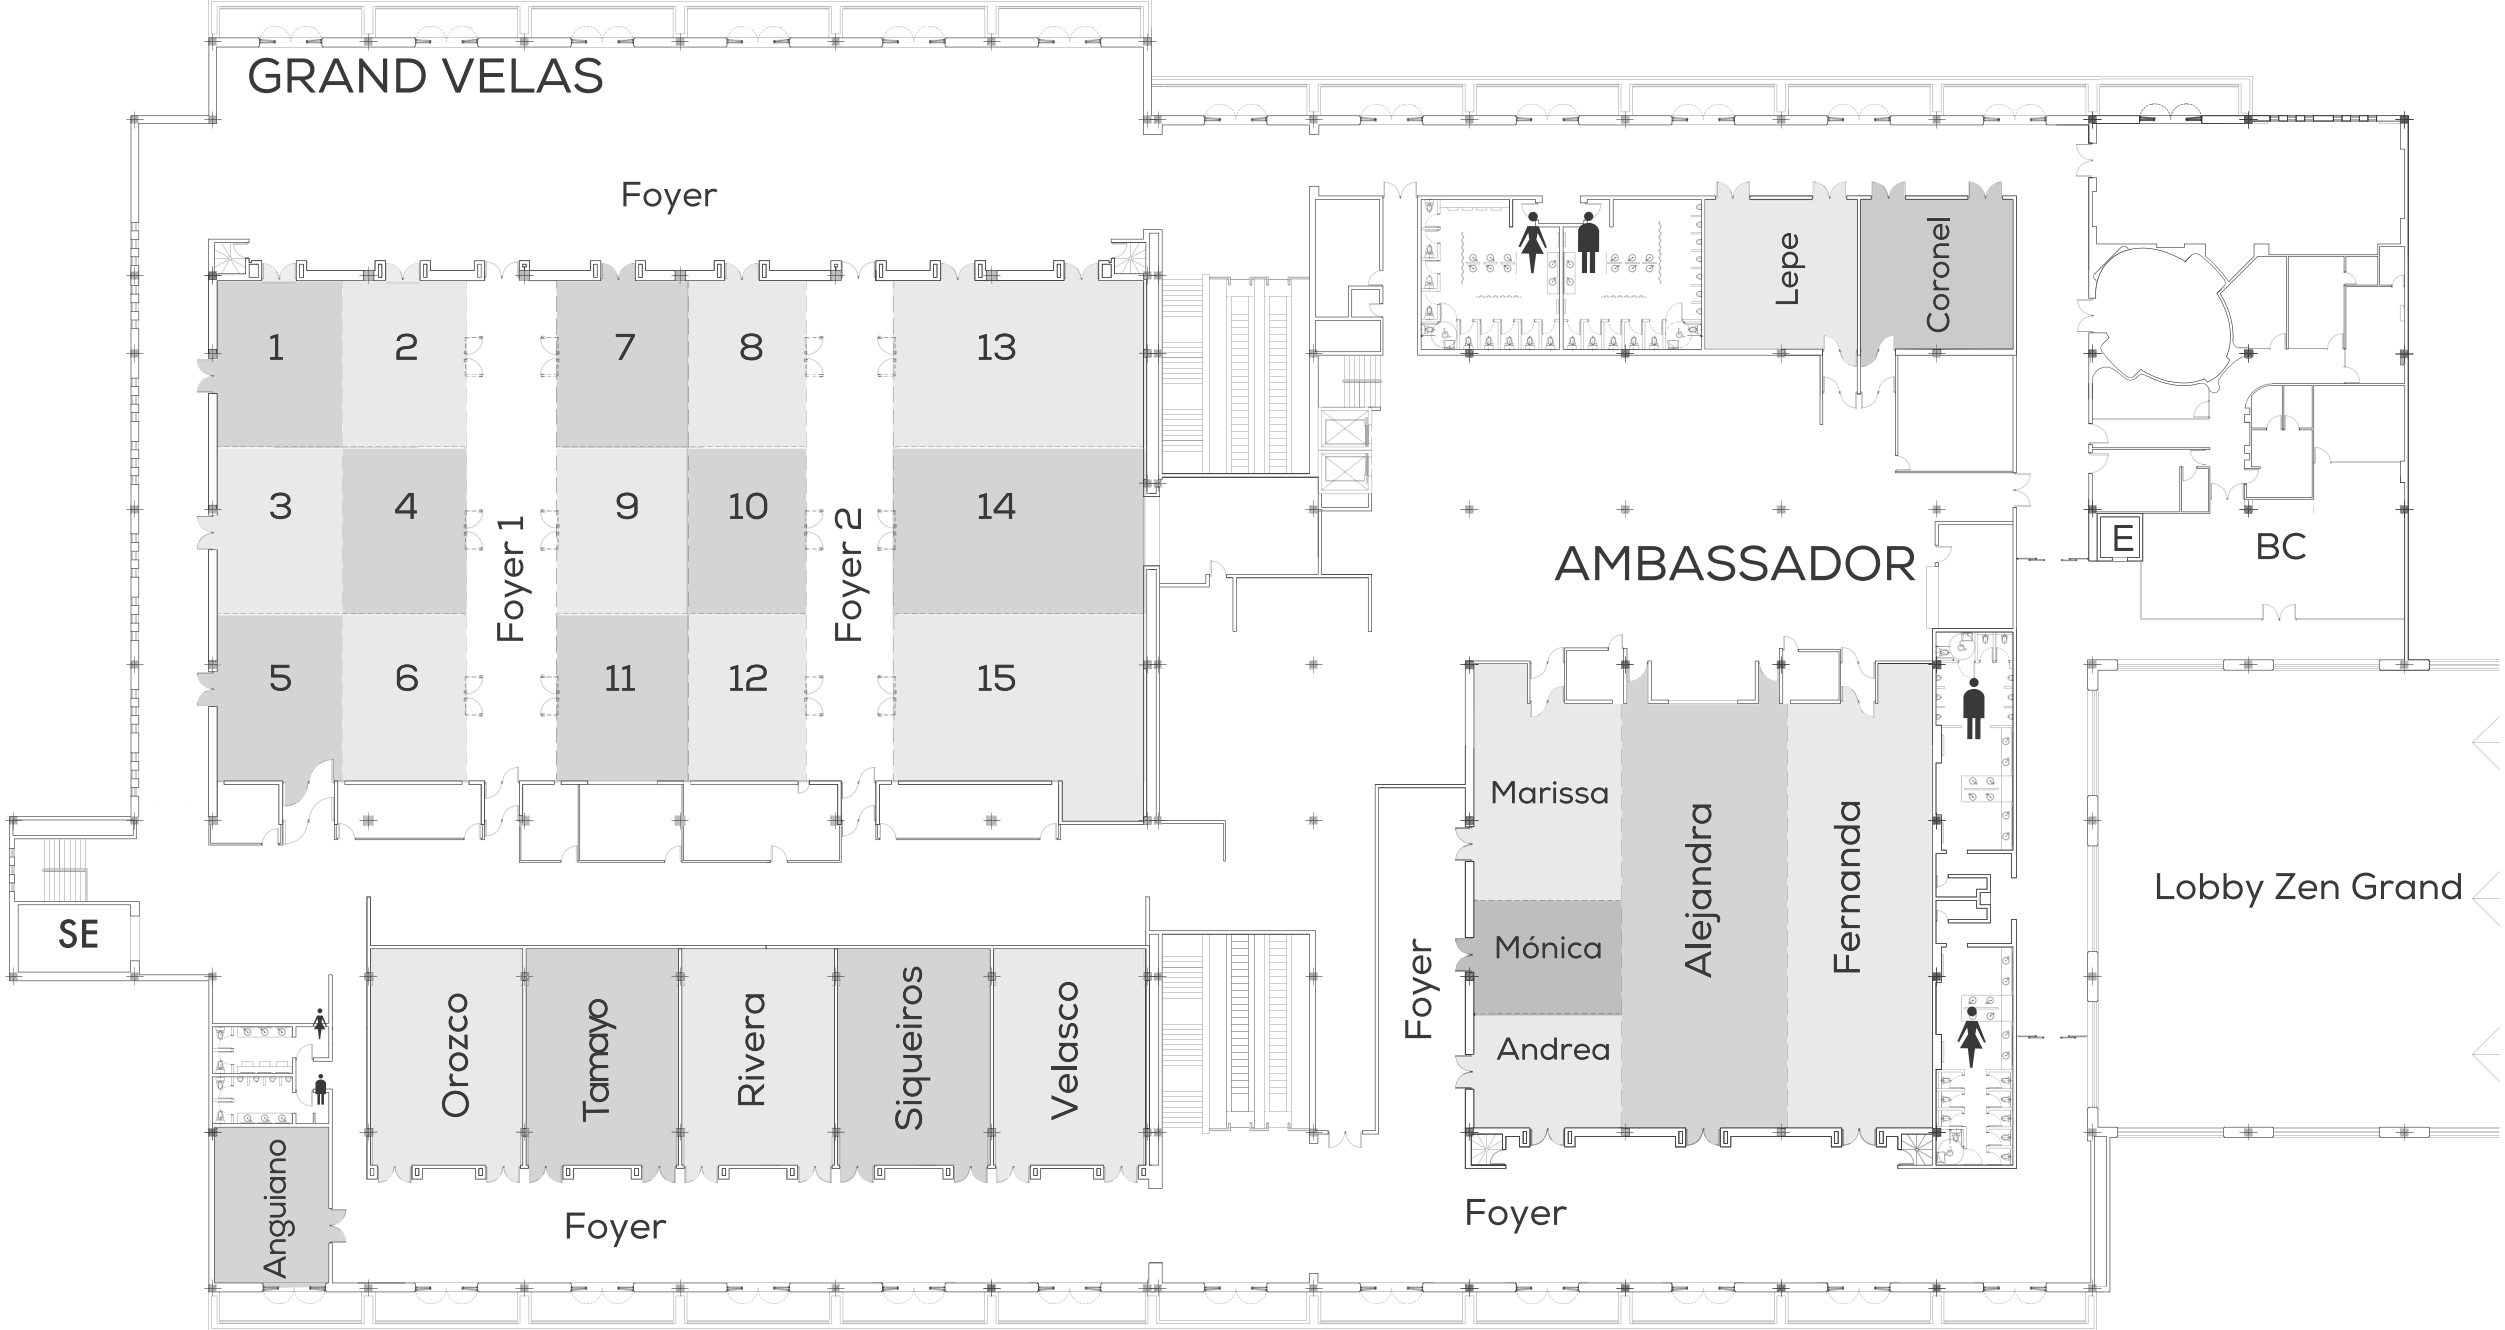 GRAND VELAS
Foyer
1
2
7
8
13
3
4
9
10
14
5
6
11
12
15
Foyer 1
Foyer 2
Lepe
Coronel
AMBASSADOR
E
BC
Marissa
Mónica
Andrea
Alejandra
Fernanda
Foyer
Lobby Zen Grand
SE
Orozco
Tamayo
Rivera
Siqueiros
Velasco
Anguiano
Foyer
Foyer